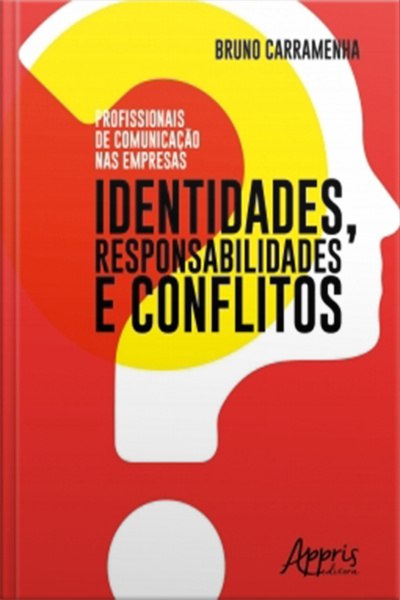 BRUNO CARRAMENHA
PROFISSIONAIS
DE COMUNICAÇÃO
NAS EMPRESAS
IDENTIDADES,
RESPONSABILIDADES
E CONFLITOS
Appris
editora